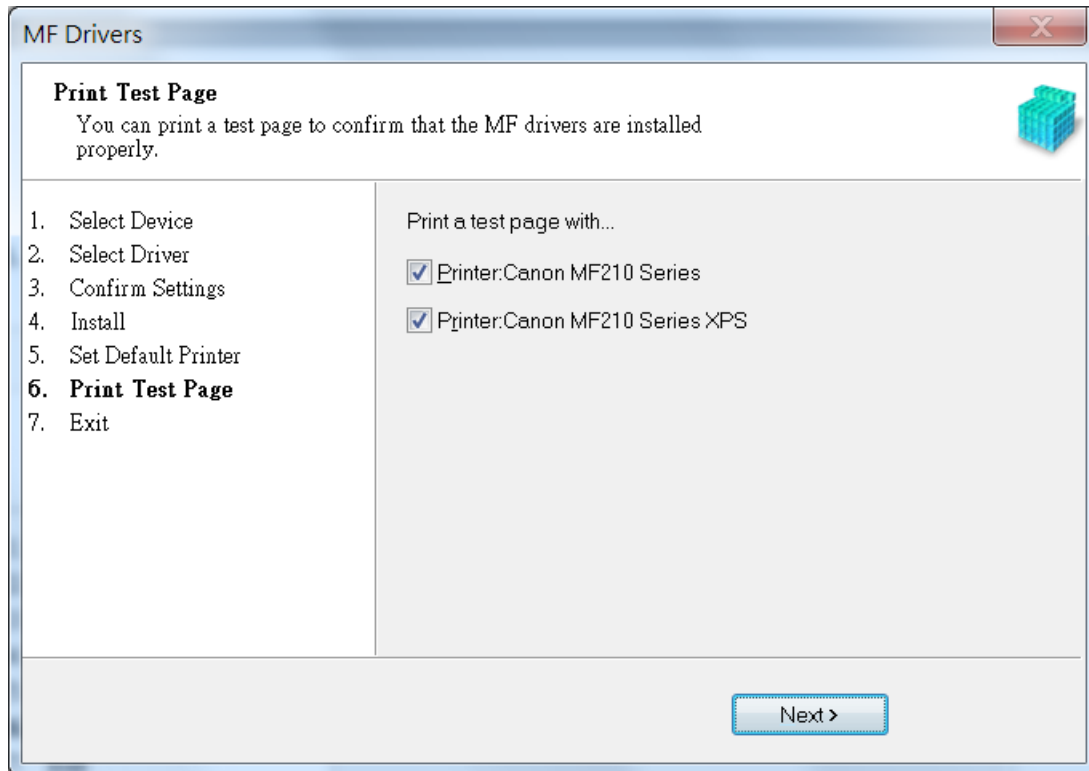 MF Drivers
Print Test Page
You can print a test page to confirm that the MF drivers are installed
properly.
1. Select Device
2. Select Driver
3. Confirm Settings
4. Install
5. Set Default Printer
6. Print Test Page
7. Exit
Print a test page with...
Printer:Canon MF210 Series
Printer:Canon MF210 Series XPS
Next >